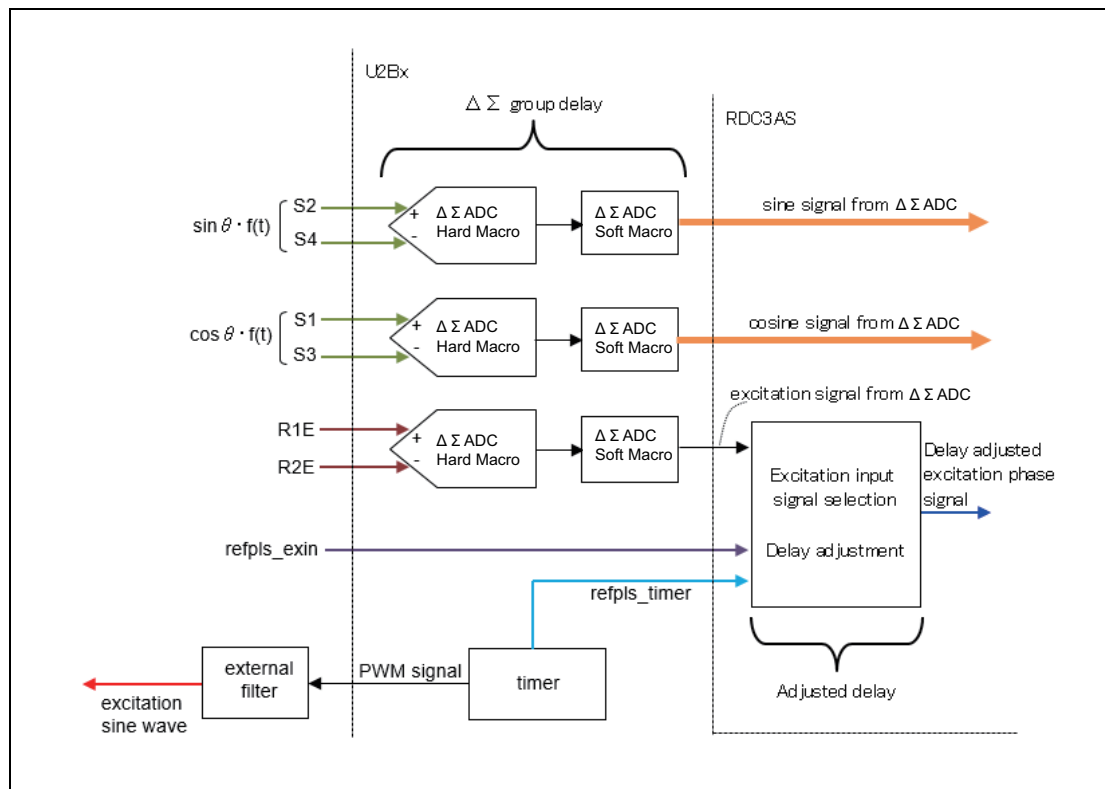 U2Bx
Δ Σ group delay
RDC3AS
sin θ・f(t)
S2
S4
+
-
Δ Σ ADC
Hard Macro
Δ Σ ADC
Soft Macro
sine signal from Δ Σ ADC
cos θ・f(t)
S1
S3
+
-
Δ Σ ADC
Hard Macro
Δ Σ ADC
Soft Macro
cosine signal from Δ Σ ADC
excitation signal from Δ Σ ADC
R1E
R2E
+
-
Δ Σ ADC
Hard Macro
Δ Σ ADC
Soft Macro
Excitation input
signal selection
Delay adjustment
Delay adjusted
excitation phase
signal
refpls_exin
refpls_timer
external
filter
PWM signal
timer
excitation
sine wave
Adjusted delay